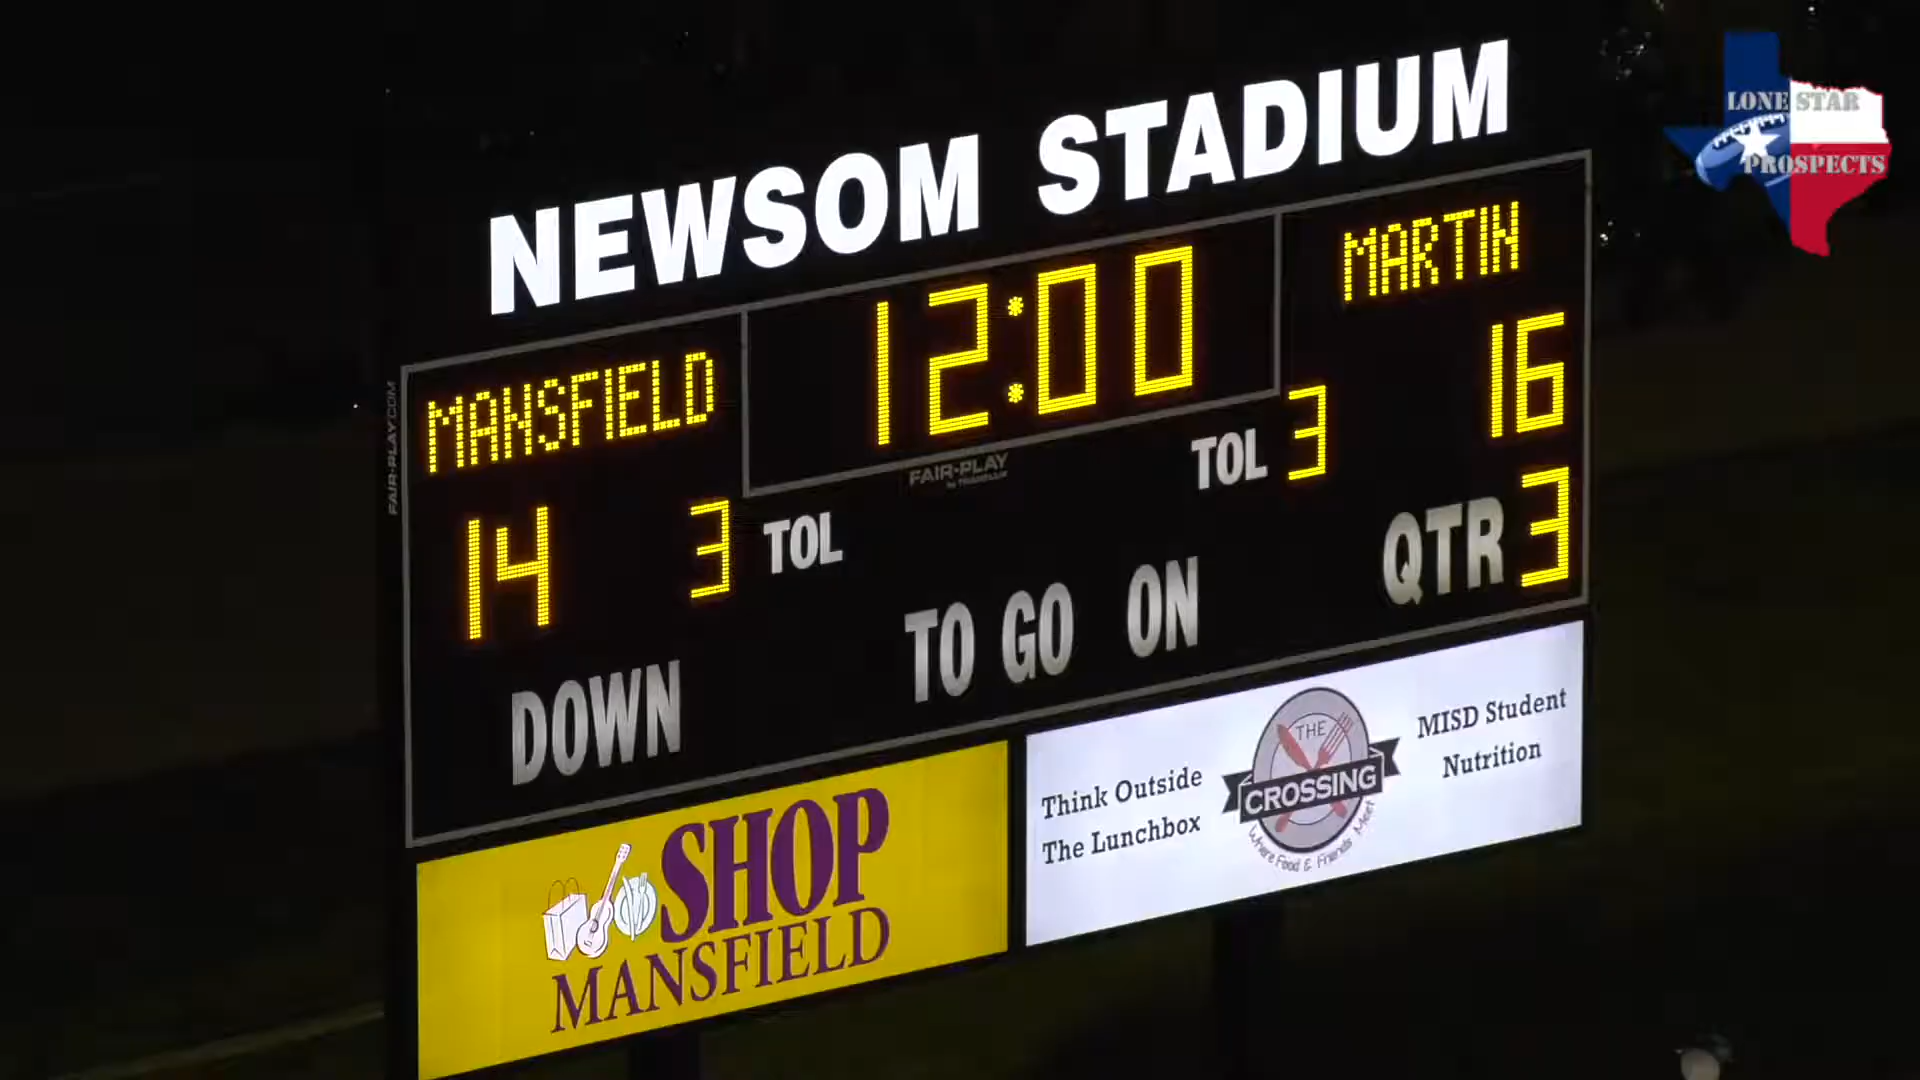 LONE STAR
PROSPECTS
NEWSOM STADIUM
MANSFIELD
12:00
MARTIN
14
3 TOL
TOL 3
16
FAIR-PLAY
FAIR-PLAY.COM
QTR 3
DOWN
TO GO ON
SHOP
MANSFIELD
Think Outside
The Lunchbox
THE
CROSSING
Where Food & Friends Meet
MISD Student
Nutrition